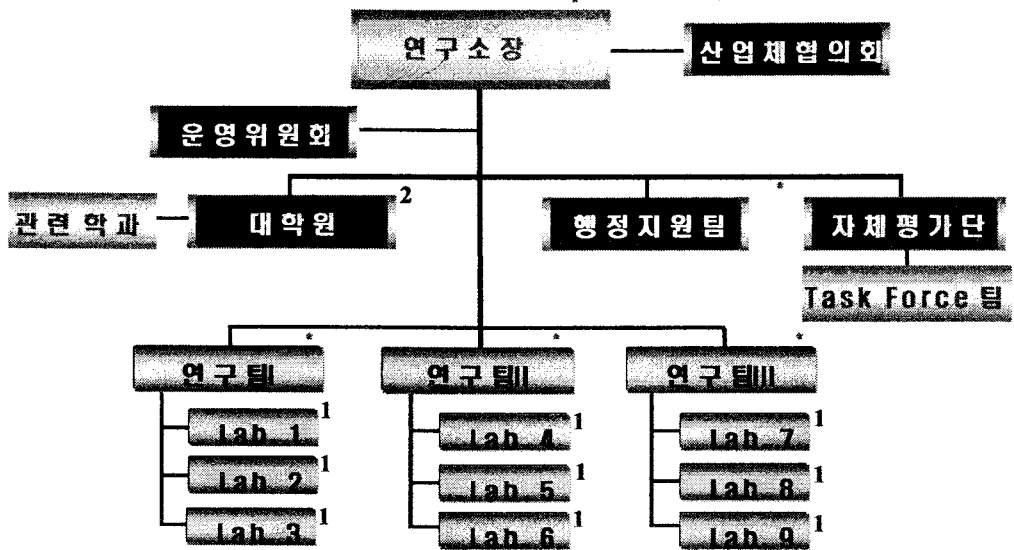 연구소장
산업체협의회
운영위원회
관련학과
대학원 2
행정지원팀 *
자체평가단
Task Force 팀
연구팀I *
연구팀II *
연구팀III *
Lab 1 1
Lab 4 1
Lab 7 1
Lab 2 1
Lab 5 1
Lab 8 1
Lab 3 1
Lab 6 1
Lab 9 1